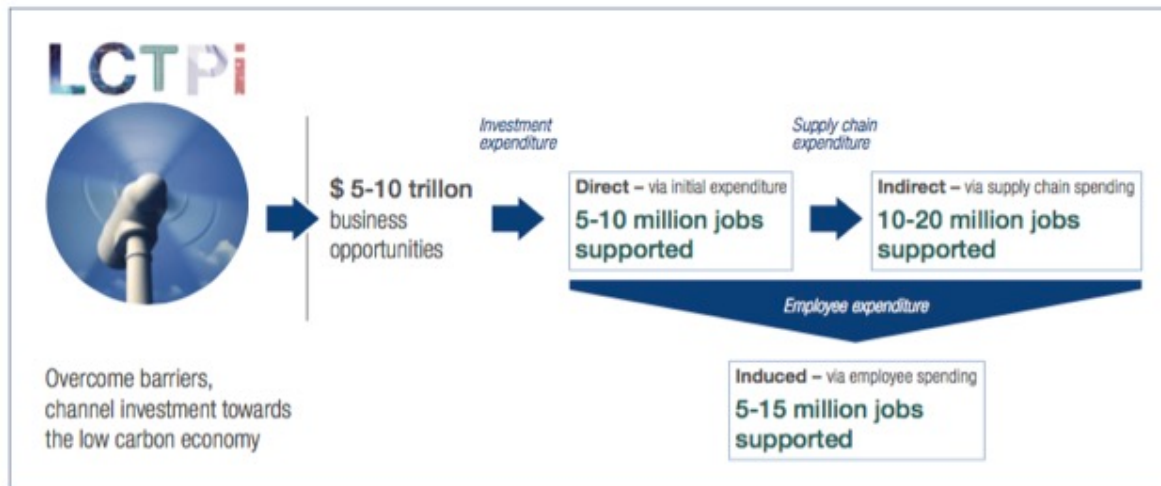 LCTPi
$ 5-10 trillon
business
opportunities
Investment
expenditure
Direct – via initial expenditure
5-10 million jobs
supported
Supply chain
expenditure
Indirect – via supply chain spending
10-20 million jobs
supported
Employee expenditure
Induced – via employee spending
5-15 million jobs
supported
Overcome barriers,
channel investment towards
the low carbon economy